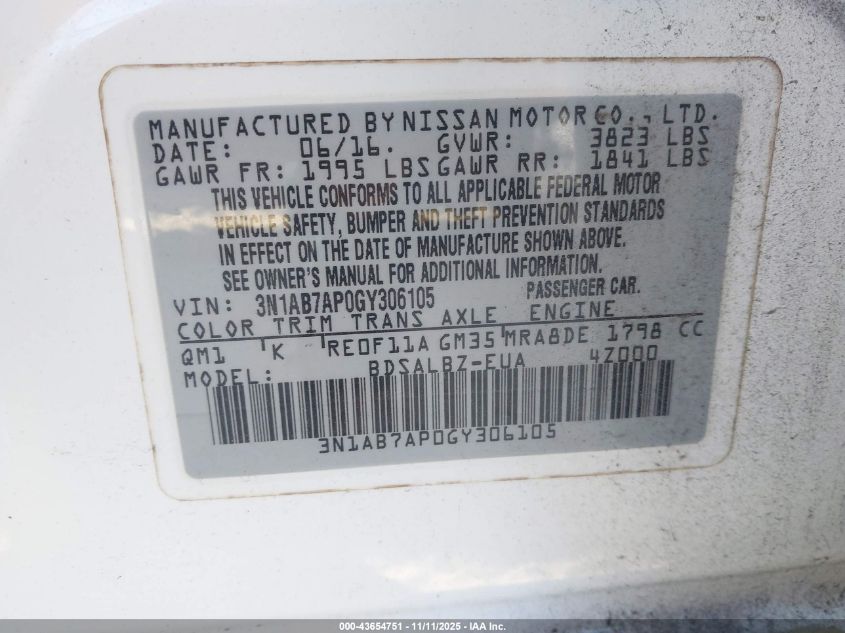 MANUFACTURED BY NISSAN MOTOR CO., LTD.
DATE: 06/16. GVWR: 3823 LBS
GAWR FR: 1995 LBS GAWR RR: 1841 LBS
THIS VEHICLE CONFORMS TO ALL APPLICABLE FEDERAL MOTOR
VEHICLE SAFETY, BUMPER AND THEFT PREVENTION STANDARDS
IN EFFECT ON THE DATE OF MANUFACTURE SHOWN ABOVE.
SEE OWNER'S MANUAL FOR ADDITIONAL INFORMATION.
VIN: 3N1AB7AP0GY306105 PASSENGER CAR.
COLOR TRIM TRANS AXLE ENGINE
QM1 K RE0F11A GM35 MRA8DE 1798 CC
MODEL: BDSALBZ-EUA 4Z000
3N1AB7AP0GY306105
000-43654751 - 11/11/2025 - IAA Inc.